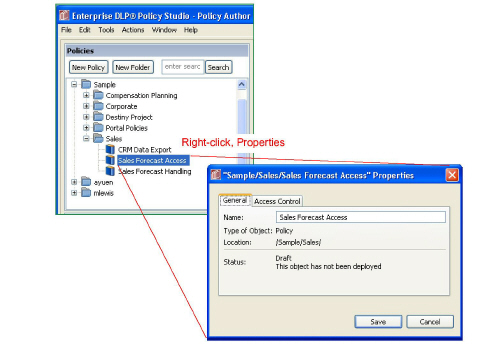 Enterprise DLP® Policy Studio - Policy Author
File Edit Tools Actions Window Help
Policies
New Policy New Folder enter searc Search
Sample
Compensation Planning
Corporate
Destiny Project
Portal Policies
Sales
CRM Data Export
Sales Forecast Access
Sales Forecast Handling
ayuen
mlewis
Right-click, Properties
"Sample/Sales/Sales Forecast Access" Properties
General Access Control
Name: Sales Forecast Access
Type of Object: Policy
Location: /Sample/Sales/
Status: Draft
This object has not been deployed
Save Cancel